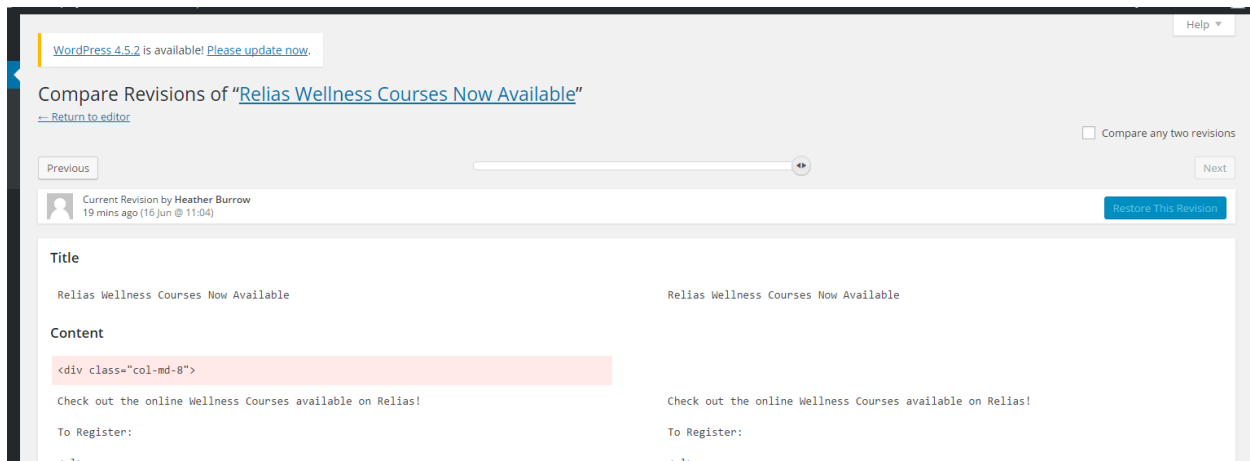 Help ▼
WordPress 4.5.2 is available! Please update now.
Compare Revisions of “Relias Wellness Courses Now Available”
← Return to editor
Compare any two revisions
Previous
Next
Current Revision by Heather Burrow
19 mins ago (16 Jun @ 11:04)
Restore This Revision
Title
Relias Wellness Courses Now Available
Relias Wellness Courses Now Available
Content
<div class="col-md-8">
Check out the online Wellness Courses available on Relias!
Check out the online Wellness Courses available on Relias!
To Register:
To Register: